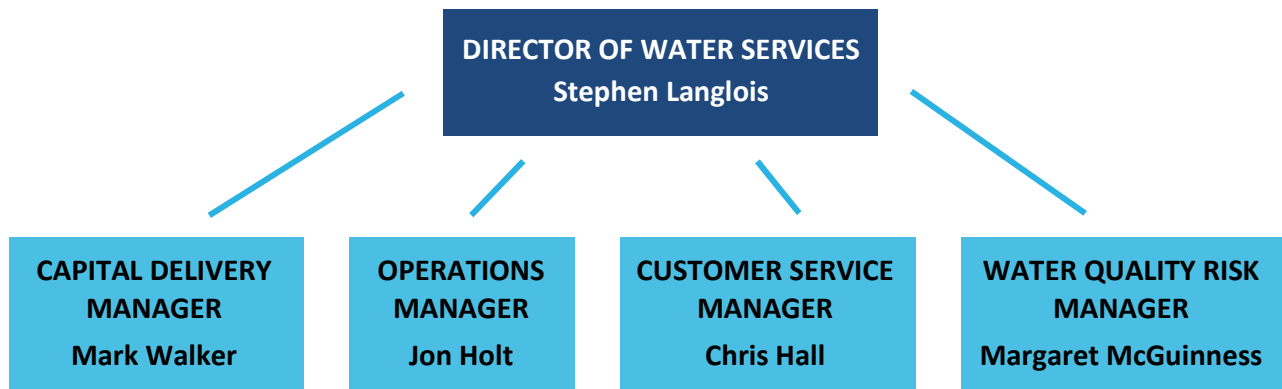 DIRECTOR OF WATER SERVICES
Stephen Langlois
CAPITAL DELIVERY
MANAGER
Mark Walker
OPERATIONS
MANAGER
Jon Holt
CUSTOMER SERVICE
MANAGER
Chris Hall
WATER QUALITY RISK
MANAGER
Margaret McGuinness